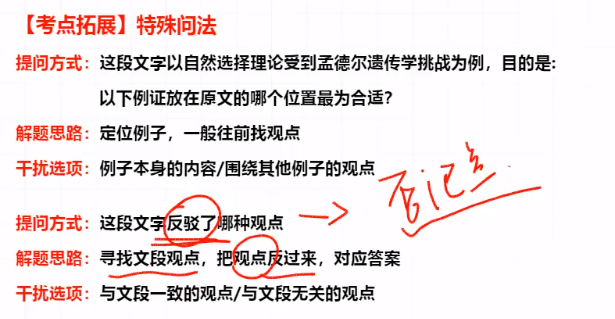 【考点拓展】特殊问法
提问方式：这段文字以自然选择理论受到孟德尔遗传学挑战为例，目的是：
以下例证放在原文的哪个位置最为合适？
解题思路：定位例子，一般往前找观点
干扰选项：例子本身的内容/围绕其他例子的观点
提问方式：这段文字反驳了哪种观点
解题思路：寻找文段观点，把观点反过来，对应答案
干扰选项：与文段一致的观点/与文段无关的观点